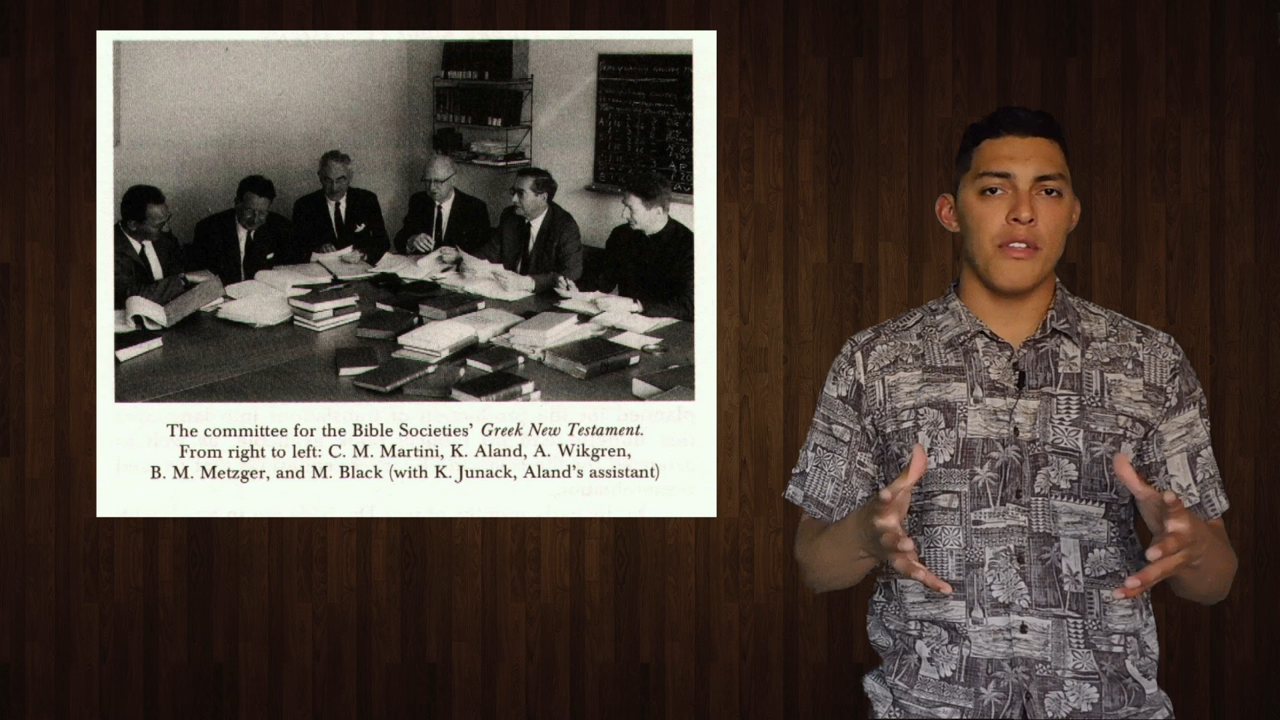 The committee for the Bible Societies' Greek New Testament.
From right to left: C. M. Martini, K. Aland, A. Wikgren,
B. M. Metzger, and M. Black (with K. Junack, Aland's assistant)